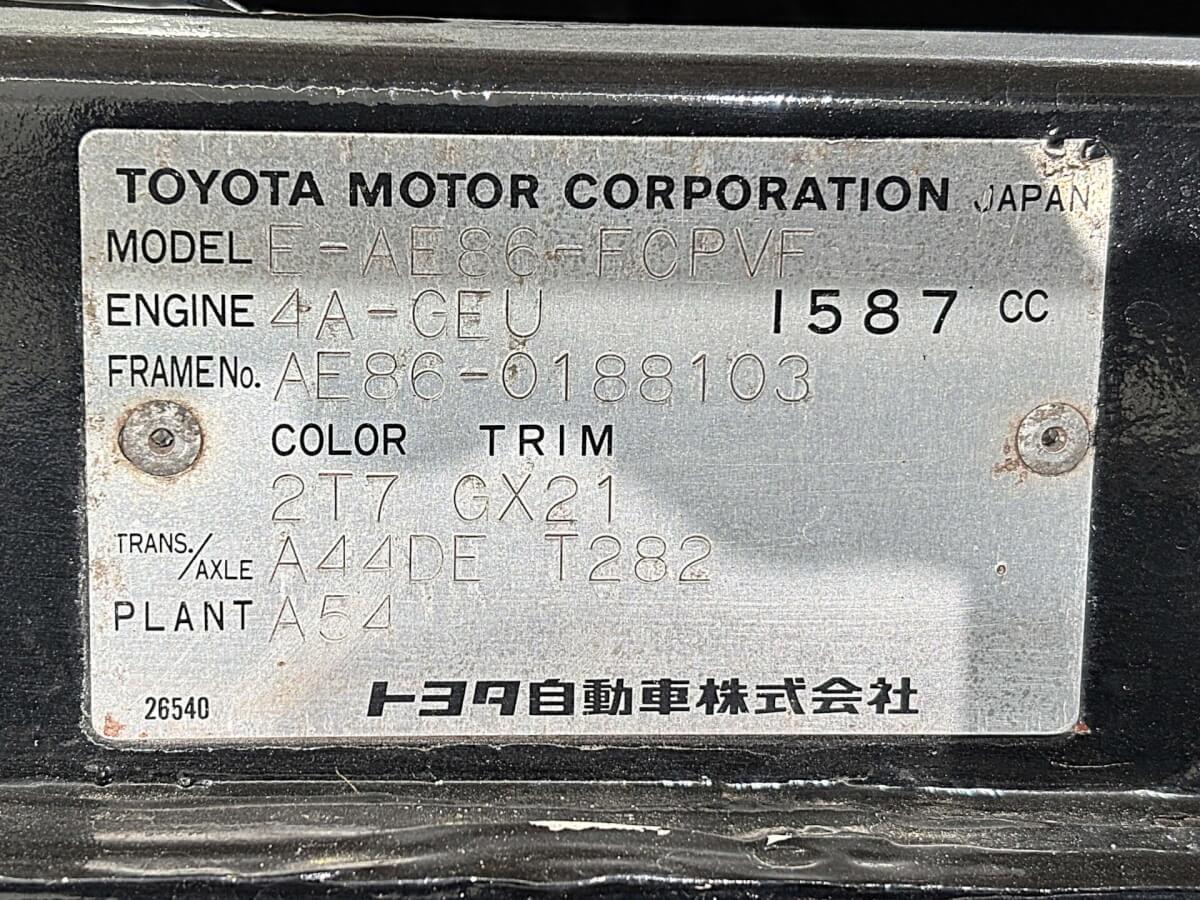 TOYOTA MOTOR CORPORATION JAPAN
MODEL E-AE86-FCPVF
ENGINE 4A-GEU 1587 CC
FRAME No. AE86-0188103
COLOR TRIM
2T7 GX21
TRANS./AXLE A44DE T282
PLANT A54
26540 トヨタ自動車株式会社